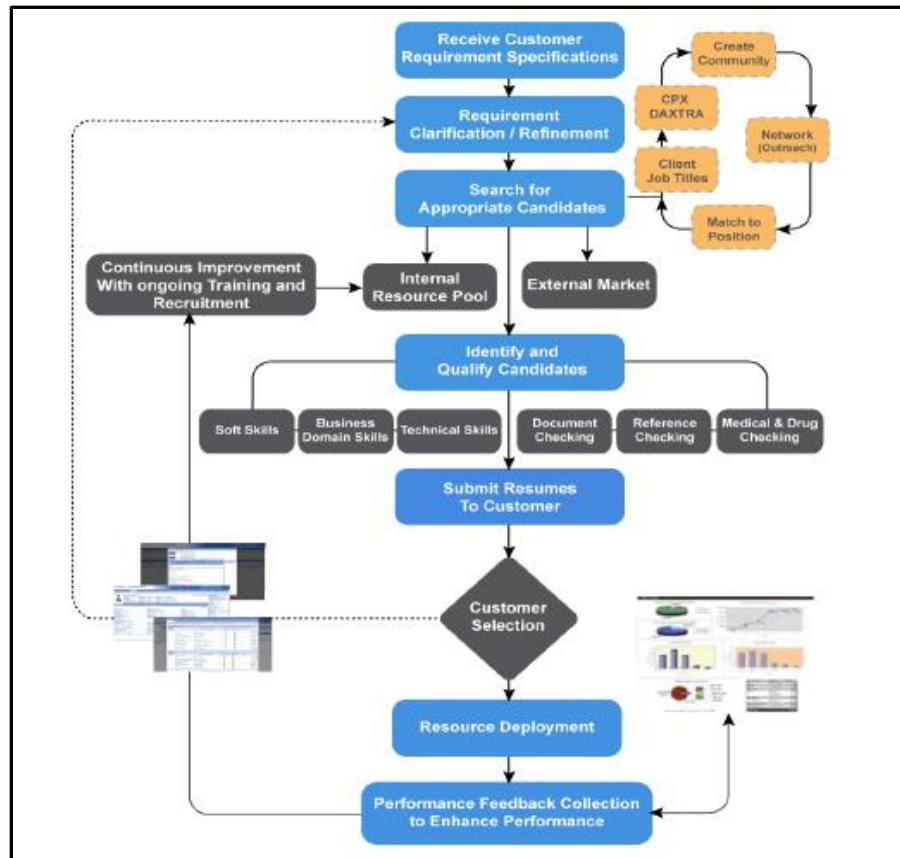 Receive Customer
Requirement Specifications
Create
Community
CPX
DAXTRA
Requirement
Clarification / Refinement
Network
(Outreach)
Client
Job Titles
Search for
Appropriate Candidates
Match to
Position
Continuous Improvement
With ongoing Training and
Recruitment
Internal
Resource Pool
External Market
Identify and
Qualify Candidates
Soft Skills
Business
Domain Skills
Technical Skills
Document
Checking
Reference
Checking
Medical & Drug
Checking
Submit Resumes
To Customer
Customer
Selection
Resource Deployment
Performance Feedback Collection
to Enhance Performance